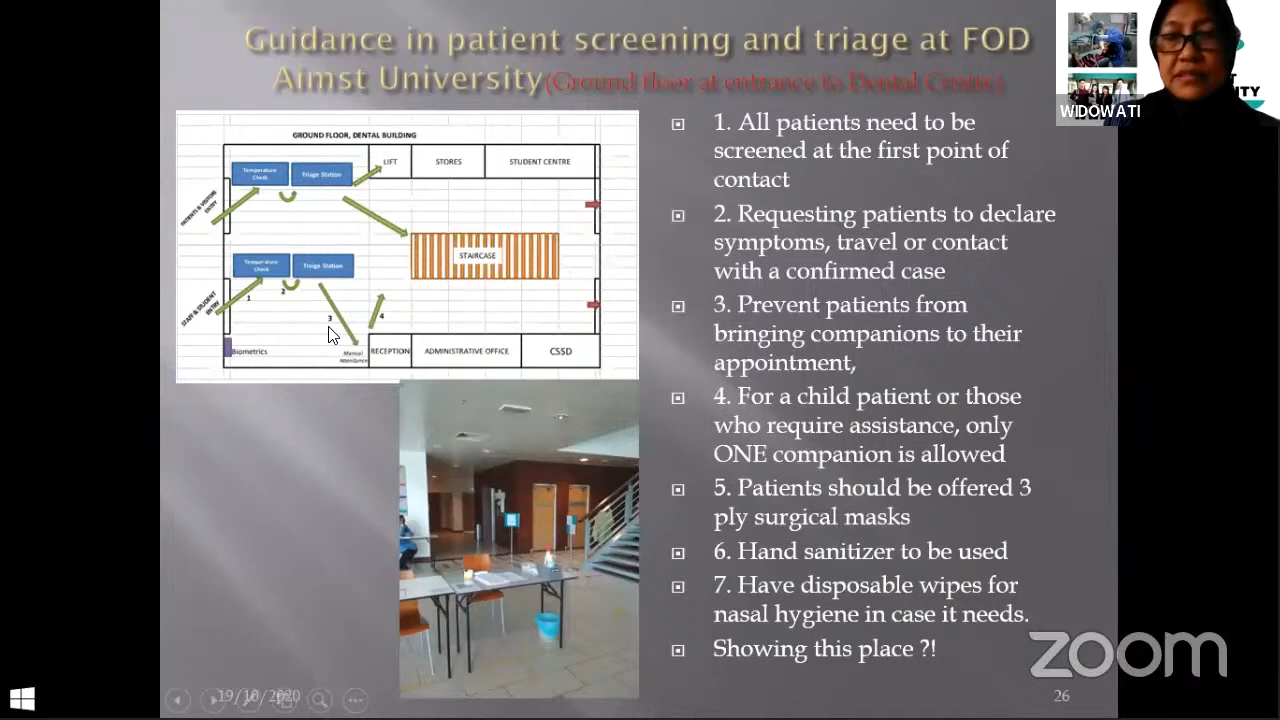 Guidance in patient screening and triage at FOD
Aimst University(Ground floor at entrance to Dental Centre)
WIDOWATI
GROUND FLOOR, DENTAL BUILDING
LIFT
STORES
STUDENT CENTRE
Temperature
Check
Triage Station
PATIENTS & VISITORS
ENTRY
STAIRCASE
Temperature
Check
Triage Station
STAFF & STUDENT
ENTRY
1
2
3
4
Biometrics
Manual
Attendance
RECEPTION
ADMINISTRATIVE OFFICE
CSSD
1. All patients need to be
screened at the first point of
contact
2. Requesting patients to declare
symptoms, travel or contact
with a confirmed case
3. Prevent patients from
bringing companions to their
appointment,
4. For a child patient or those
who require assistance, only
ONE companion is allowed
5. Patients should be offered 3
ply surgical masks
6. Hand sanitizer to be used
7. Have disposable wipes for
nasal hygiene in case it needs.
Showing this place ?!
zoom
19/10/2020
26